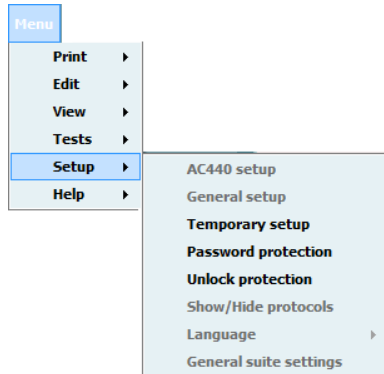 Menu
Print
Edit
View
Tests
Setup
Help
AC440 setup
General setup
Temporary setup
Password protection
Unlock protection
Show/Hide protocols
Language
General suite settings